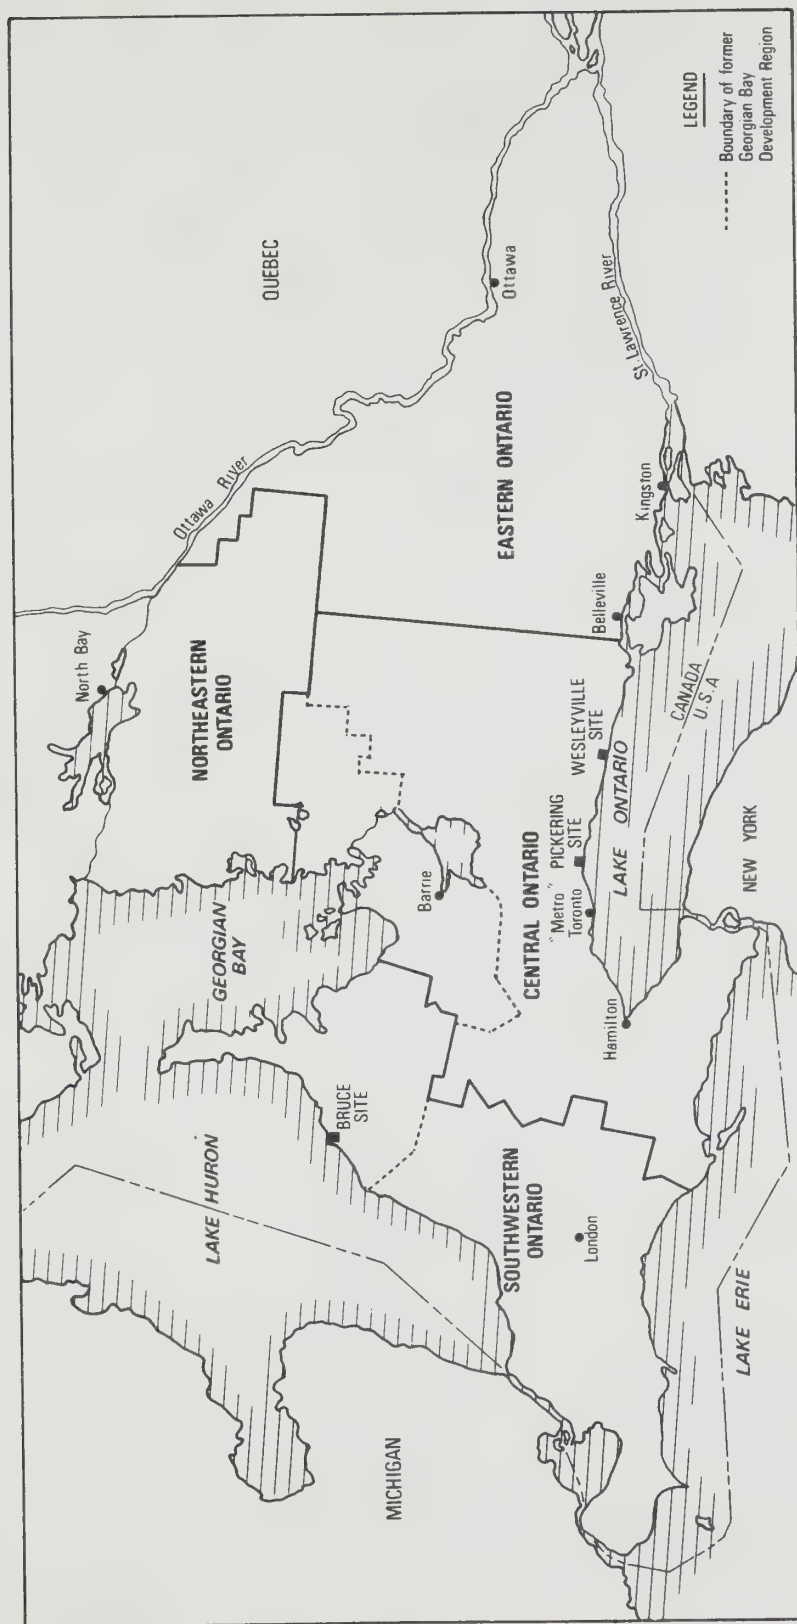 QUEBEC
Ottawa River
North Bay
NORTHEASTERN
ONTARIO
Ottawa
EASTERN ONTARIO
St. Lawrence River
Kingston
Belleville
GEORGIAN
BAY
Barrie
LAKE HURON
BRUCE
SITE
CENTRAL ONTARIO
"Metro"
Toronto
PICKERING
SITE
WESLEYVILLE
SITE
LAKE ONTARIO
CANADA
U.S.A
Hamilton
NEW YORK
SOUTHWESTERN
ONTARIO
London
MICHIGAN
LAKE ERIE
LEGEND
Boundary of former
Georgian Bay
Development Region